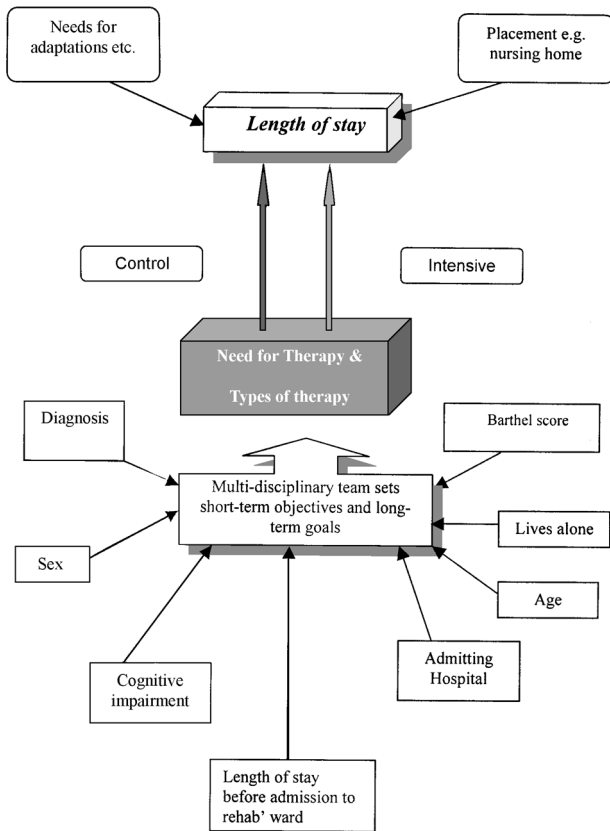 Needs for
adaptations etc.
Placement e.g.
nursing home
Length of stay
Control
Intensive
Need for Therapy &
Types of therapy
Diagnosis
Barthel score
Multi-disciplinary team sets
short-term objectives and long-
term goals
Lives alone
Sex
Age
Cognitive
impairment
Admitting
Hospital
Length of stay
before admission to
rehab' ward